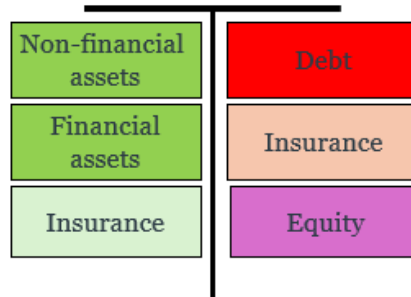 Non-financial
assets
Debt
Financial
assets
Insurance
Insurance
Equity